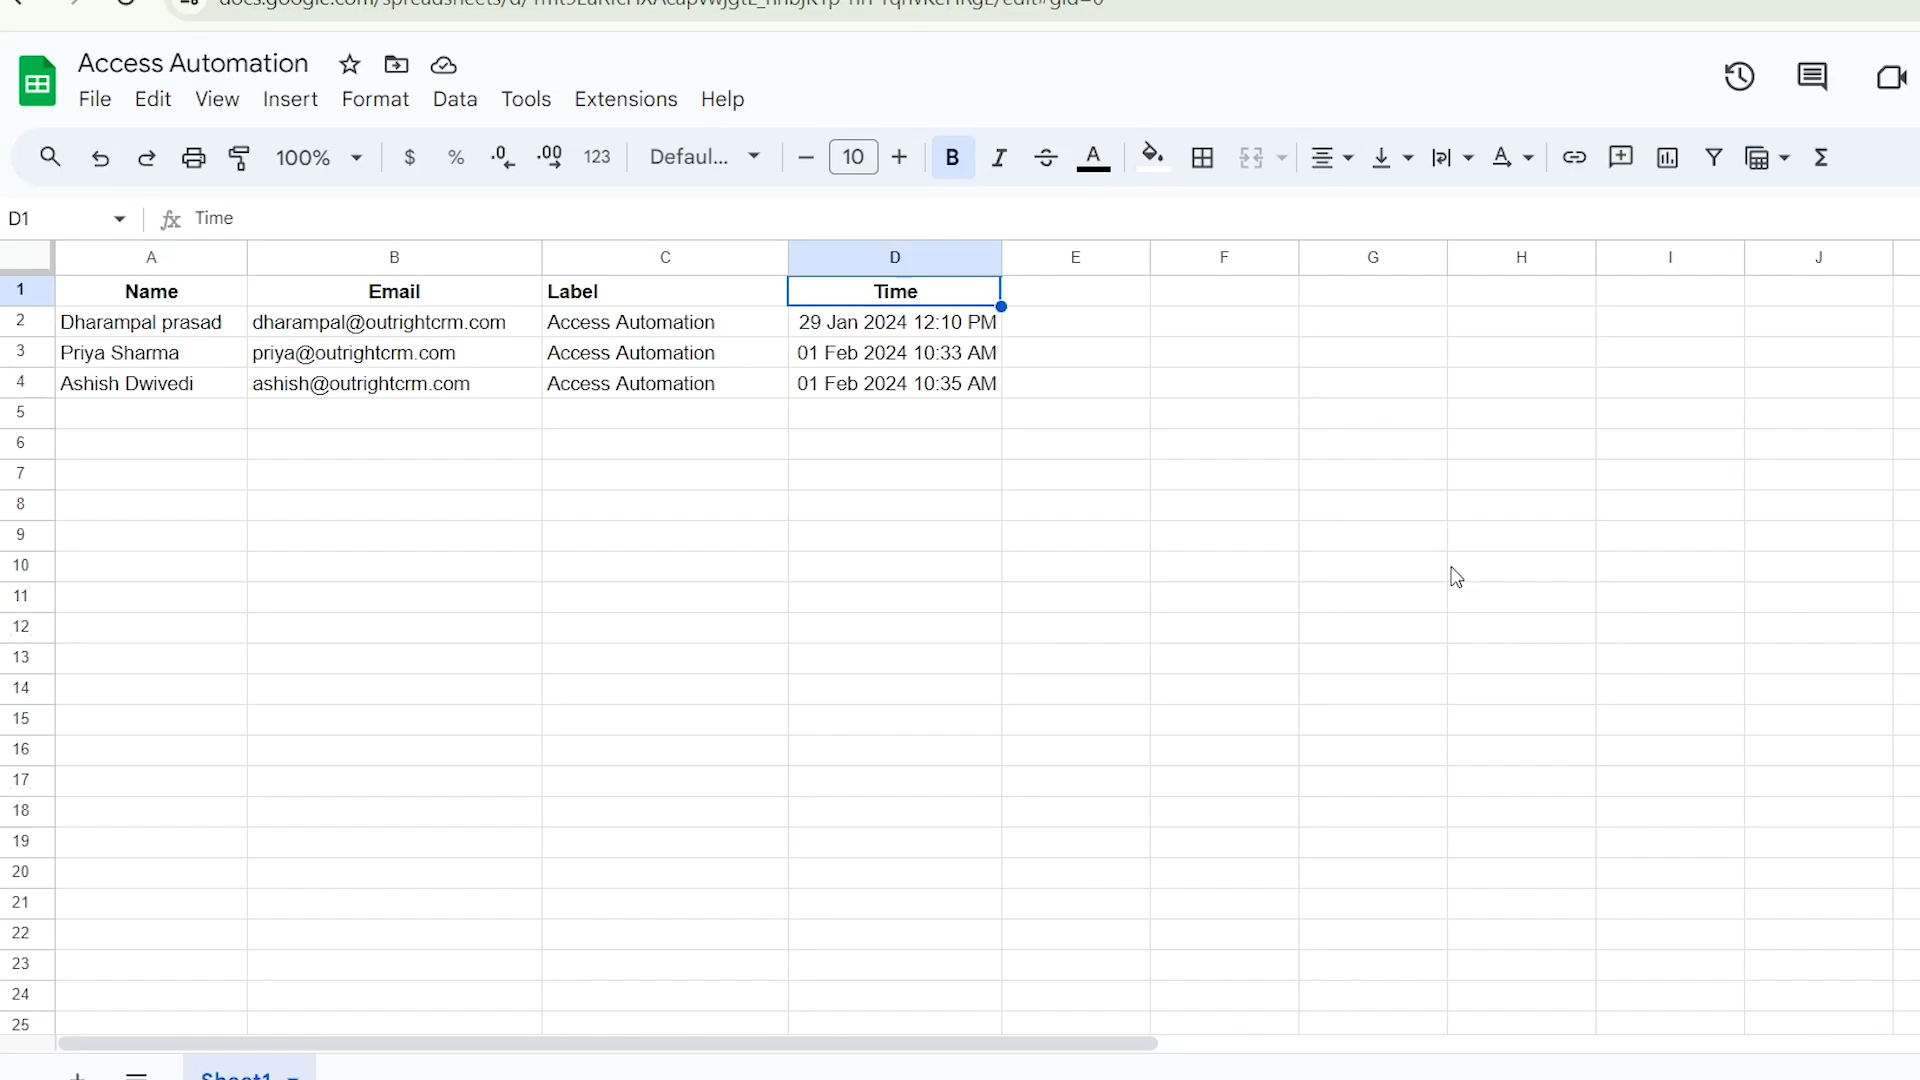 Access Automation
File Edit View Insert Format Data Tools Extensions Help
100% $ % .0 .00 123 Defaul... 10 B I A A Σ
D1 fx Time
A B C D E F G H I J
1 Name Email Label Time
2 Dharampal prasad dharampal@outrightcrm.com Access Automation 29 Jan 2024 12:10 PM
3 Priya Sharma priya@outrightcrm.com Access Automation 01 Feb 2024 10:33 AM
4 Ashish Dwivedi ashish@outrightcrm.com Access Automation 01 Feb 2024 10:35 AM
5
6
7
8
9
10
11
12
13
14
15
16
17
18
19
20
21
22
23
24
25
Sheet1